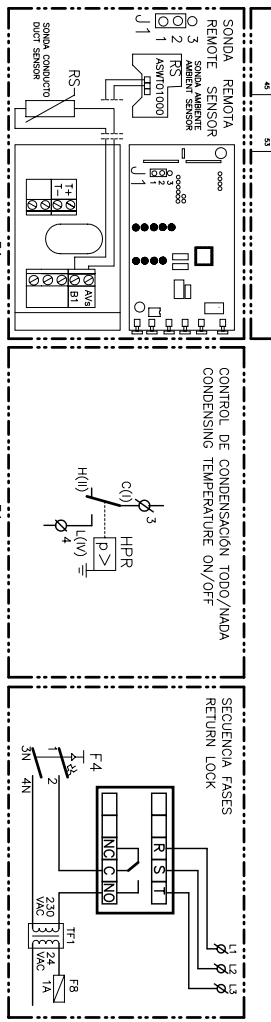 45
53
SONDA REMOTA
REMOTE SENSOR
J1
1 2 3
RS
SONDA AMBIENTE
AMBIENT SENSOR
ASWT01000
RS
SONDA CONDUCTO
DUCT SENSOR
J1
1 2 3
T+
T-
AVs
B1
CONTROL DE CONDENSACIÓN TODO/NADA
CONDENSING TEMPERATURE ON/OFF
C(I)
3
H(II)
L(IV)
4
HPR
p >
SECUENCIA FASES
RETURN LOCK
L1
L2
L3
R S T
NC C NO
F4
1 2
3N 4N
230
VAC
TF1
24
VAC
F8
1A